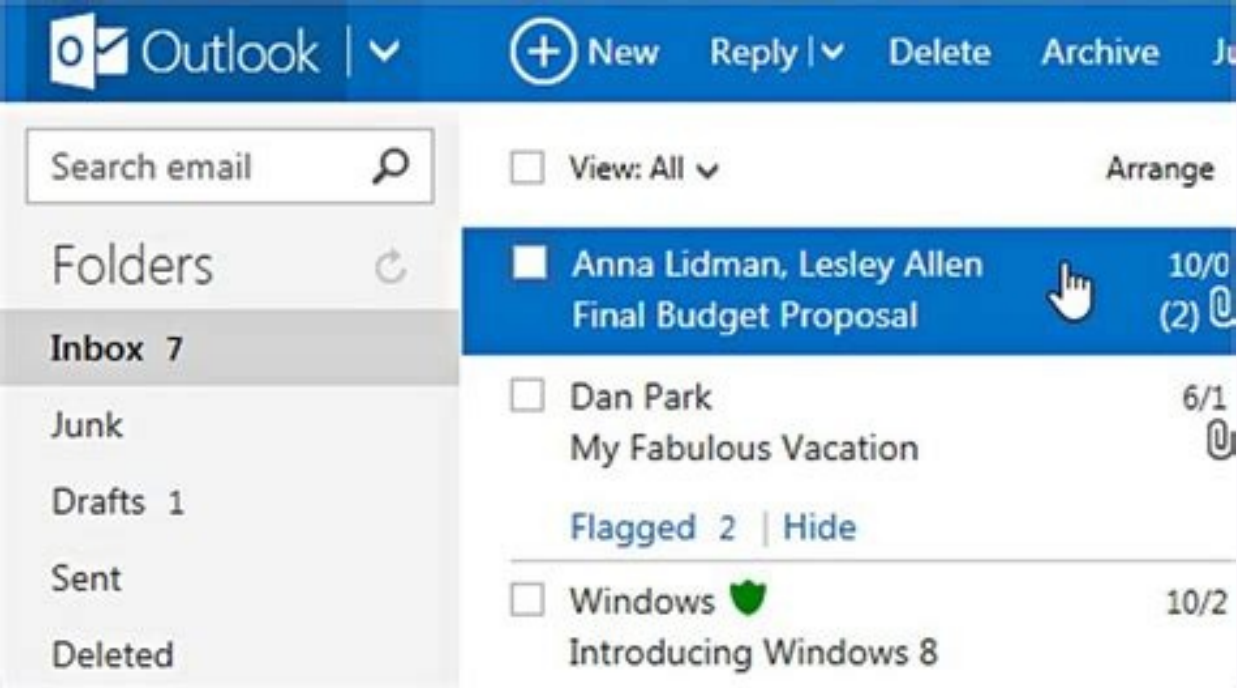 Outlook
New Reply Delete Archive
Search email
View: All Arrange
Folders
Inbox 7
Junk
Drafts 1
Sent
Deleted
Anna Lidman, Lesley Allen 10/0
Final Budget Proposal (2)
Dan Park 6/1
My Fabulous Vacation
Flagged 2 | Hide
Windows 10/2
Introducing Windows 8